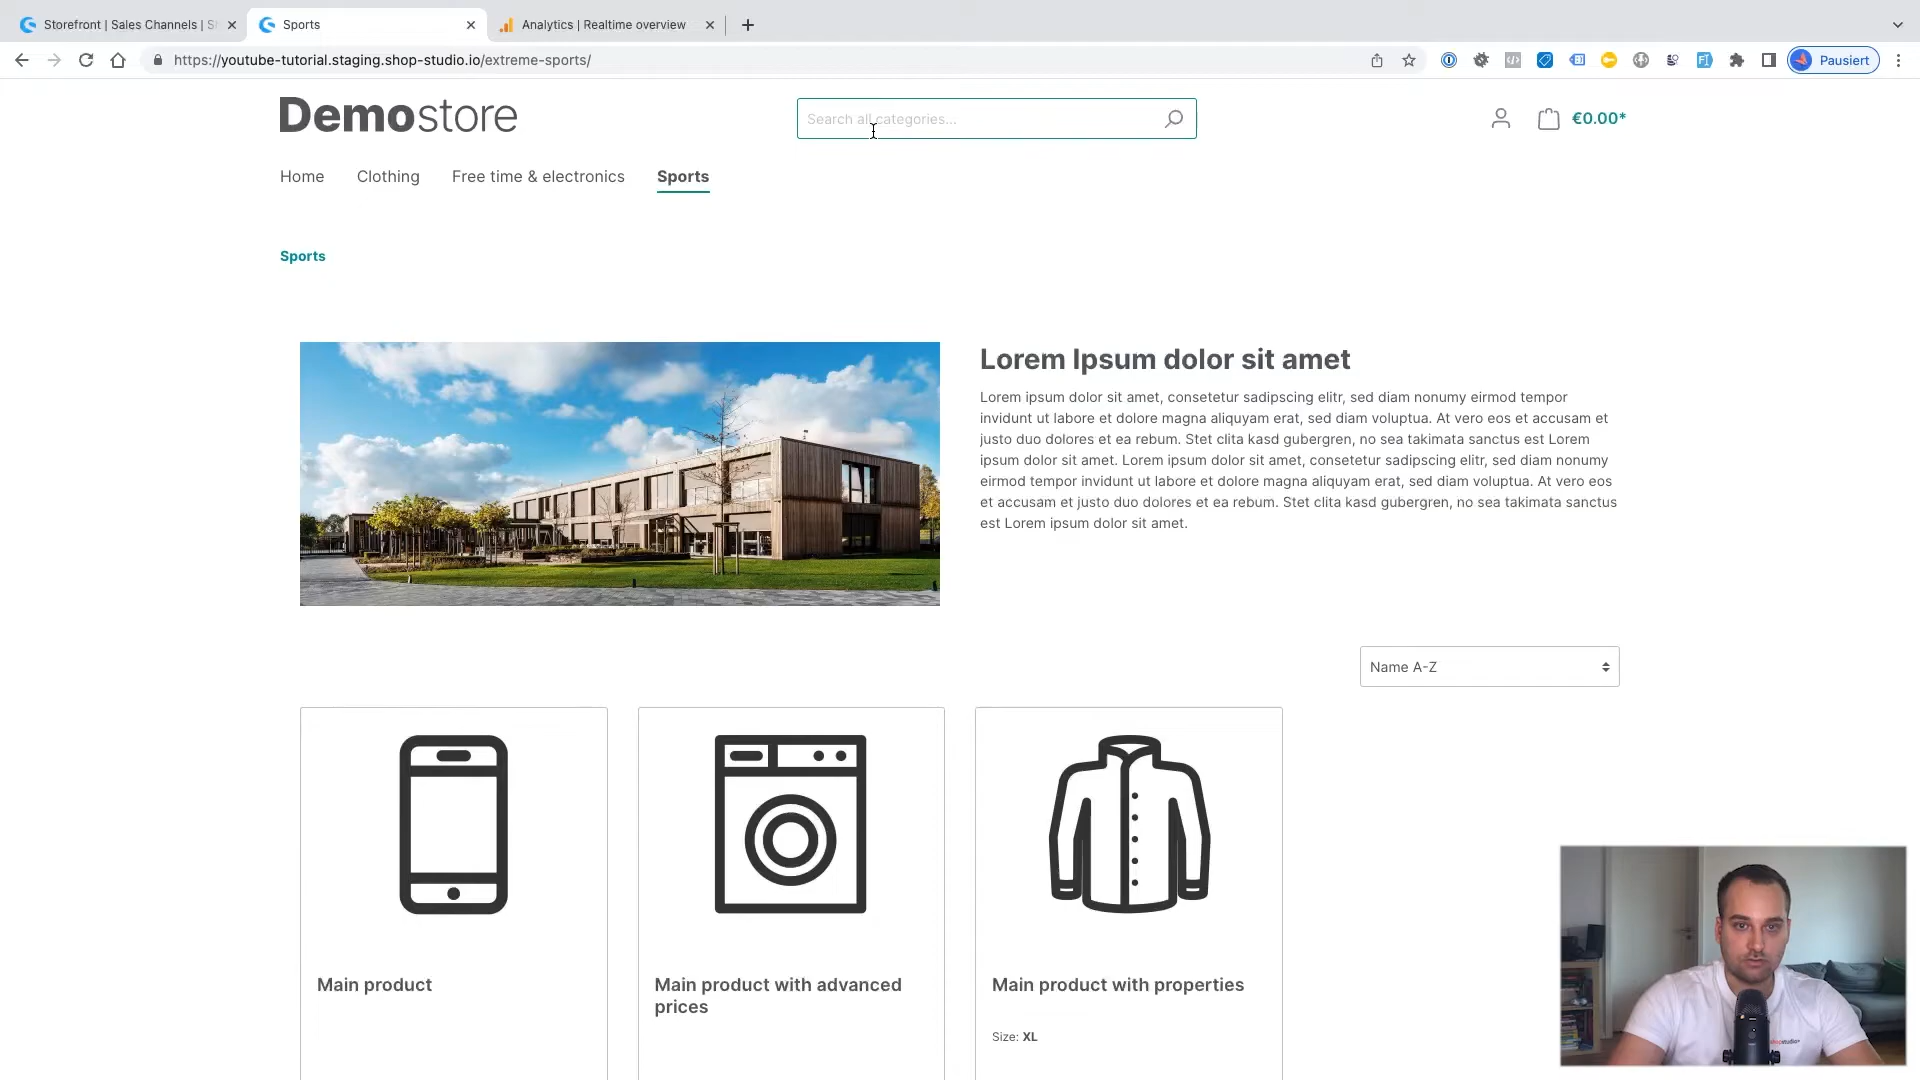 Storefront | Sales Channels | S
Sports
Analytics | Realtime overview
https://youtube-tutorial.staging.shop-studio.io/extreme-sports/
Pausiert
Demostore
Search all categories...
€0.00*
Home
Clothing
Free time & electronics
Sports
Sports
Lorem Ipsum dolor sit amet
Lorem ipsum dolor sit amet, consetetur sadipscing elitr, sed diam nonumy eirmod tempor
invidunt ut labore et dolore magna aliquyam erat, sed diam voluptua. At vero eos et accusam et
justo duo dolores et ea rebum. Stet clita kasd gubergren, no sea takimata sanctus est Lorem
ipsum dolor sit amet. Lorem ipsum dolor sit amet, consetetur sadipscing elitr, sed diam nonumy
eirmod tempor invidunt ut labore et dolore magna aliquyam erat, sed diam voluptua. At vero eos
et accusam et justo duo dolores et ea rebum. Stet clita kasd gubergren, no sea takimata sanctus
est Lorem ipsum dolor sit amet.
Name A-Z
Main product
Main product with advanced
prices
Main product with properties
Size: XL